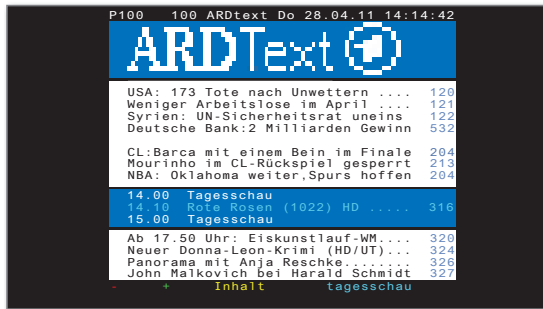 P100 100 ARDtext Do 28.04.11 14:14:42
ARDText
USA: 173 Tote nach Unwettern .... 120
Weniger Arbeitslose im April .... 121
Syrien: UN-Sicherheitsrat uneins 122
Deutsche Bank:2 Milliarden Gewinn 532
CL:Barca mit einem Bein im Finale 204
Mourinho im CL-Rückspiel gesperrt 213
NBA: Oklahoma weiter,Spurs hoffen 204
14.00 Tagesschau
14.10 Rote Rosen (1022) HD ..... 316
15.00 Tagesschau
Ab 17.50 Uhr: Eiskunstlauf-WM.... 320
Neuer Donna-Leon-Krimi (HD/UT)... 324
Panorama mit Anja Reschke........ 326
John Malkovich bei Harald Schmidt 327
- + Inhalt tagesschau